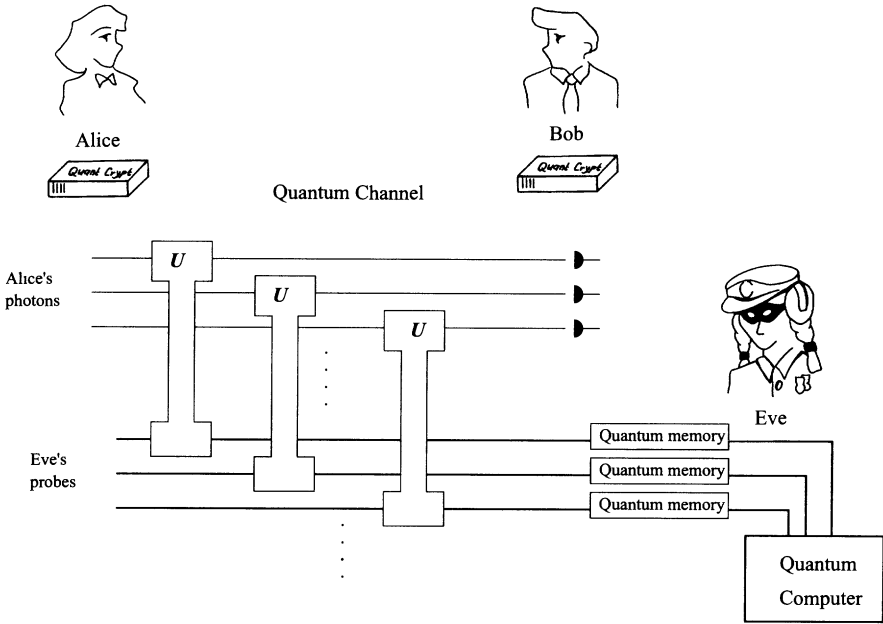 Alice
Bob
Quant Crypt
Quant Crypt
Quantum Channel
Alice's
photons
U
U
U
C
Eve
Eve's
probes
Quantum memory
Quantum memory
Quantum memory
Quantum
Computer